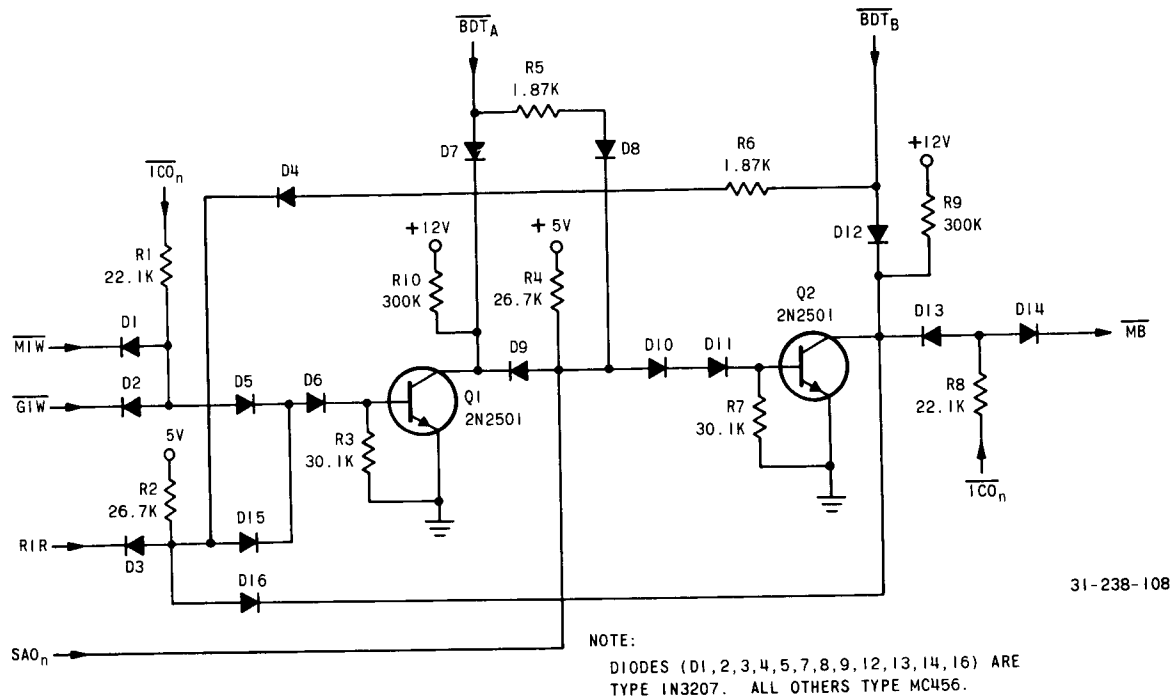 BDT_A
BDT_B
R5
1.87K
R6
1.87K
D7
D8
+12V
R9
300K
ICO_n
D4
R1
22.1K
+12V
R10
300K
+5V
R4
26.7K
D12
D1
M1W
Q2
2N2501
D13
D14
MB
D2
G1W
D5
D6
D9
D10
D11
Q1
2N2501
R8
22.1K
5V
R2
26.7K
R3
30.1K
R7
30.1K
ICO_n
RIR
D3
D15
D16
31-238-108
SAO_n
NOTE:
DIODES (D1,2,3,4,5,7,8,9,12,13,14,16) ARE
TYPE IN3207. ALL OTHERS TYPE MC456.